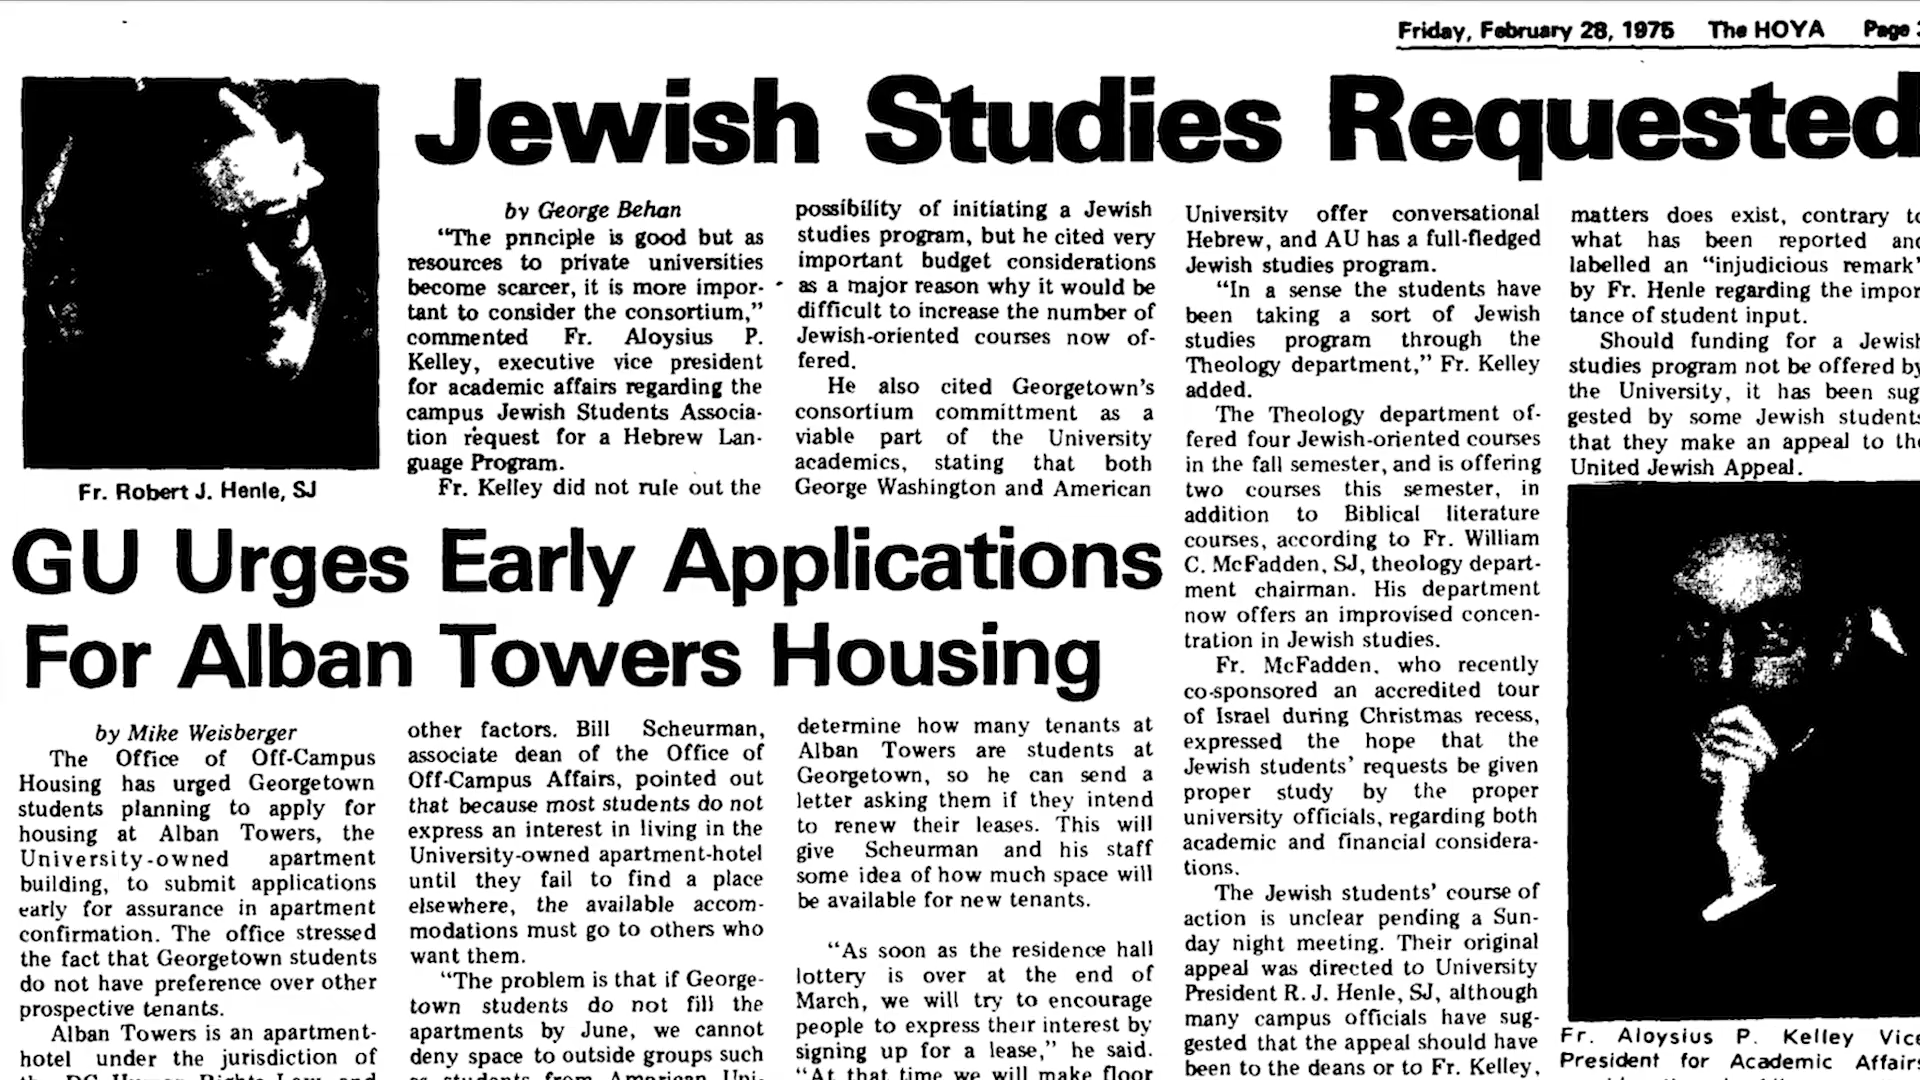 Friday, February 28, 1975 The HOYA Page
Jewish Studies Requested
Fr. Robert J. Henle, SJ
by George Behan
"The principle is good but as
resources to private universities
become scarcer, it is more impor-
tant to consider the consortium,"
commented Fr. Aloysius P.
Kelley, executive vice president
for academic affairs regarding the
campus Jewish Students Associa-
tion request for a Hebrew Lan-
guage Program.
Fr. Kelley did not rule out the
possibility of initiating a Jewish
studies program, but he cited very
important budget considerations
as a major reason why it would be
difficult to increase the number of
Jewish-oriented courses now of-
fered.
He also cited Georgetown's
consortium committment as a
viable part of the University
academics, stating that both
George Washington and American
University offer conversational
Hebrew, and AU has a full-fledged
Jewish studies program.
"In a sense the students have
been taking a sort of Jewish
studies program through the
Theology department," Fr. Kelley
added.
The Theology department of-
fered four Jewish-oriented courses
in the fall semester, and is offering
two courses this semester, in
addition to Biblical literature
courses, according to Fr. William
C. McFadden, SJ, theology depart-
ment chairman. His department
now offers an improvised concen-
tration in Jewish studies.
Fr. McFadden, who recently
co-sponsored an accredited tour
of Israel during Christmas recess,
expressed the hope that the
Jewish students' requests be given
proper study by the proper
university officials, regarding both
academic and financial considera-
tions.
The Jewish students' course of
action is unclear pending a Sun-
day night meeting. Their original
appeal was directed to University
President R. J. Henle, SJ, although
many campus officials have sug-
gested that the appeal should have
been to the deans or to Fr. Kelley,
matters does exist, contrary to
what has been reported and
labelled an "injudicious remark"
by Fr. Henle regarding the impor
tance of student input.
Should funding for a Jewish
studies program not be offered by
the University, it has been sug
gested by some Jewish students
that they make an appeal to the
United Jewish Appeal.
Fr. Aloysius P. Kelley Vice
President for Academic Affairs
GU Urges Early Applications
For Alban Towers Housing
by Mike Weisberger
The Office of Off-Campus
Housing has urged Georgetown
students planning to apply for
housing at Alban Towers, the
University-owned apartment
building, to submit applications
early for assurance in apartment
confirmation. The office stressed
the fact that Georgetown students
do not have preference over other
prospective tenants.
Alban Towers is an apartment-
hotel under the jurisdiction of
other factors. Bill Scheurman,
associate dean of the Office of
Off-Campus Affairs, pointed out
that because most students do not
express an interest in living in the
University-owned apartment-hotel
until they fail to find a place
elsewhere, the available accom-
modations must go to others who
want them.
"The problem is that if George-
town students do not fill the
apartments by June, we cannot
deny space to outside groups such
as students from American Uni-
determine how many tenants at
Alban Towers are students at
Georgetown, so he can send a
letter asking them if they intend
to renew their leases. This will
give Scheurman and his staff
some idea of how much space will
be available for new tenants.
"As soon as the residence hall
lottery is over at the end of
March, we will try to encourage
people to express their interest by
signing up for a lease," he said.
"At that time we will make floor